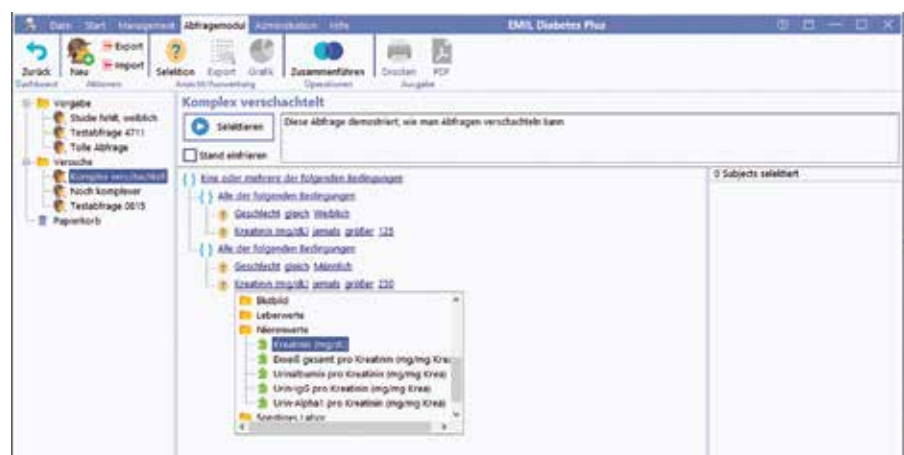 Datei Start Management Abfragemodul Administration Hilfe EMIL Diabetes Plus
Zurück Neu Export Import Selektion Export Grafik Zusammenführen Drucken PDF
Dashboard Aktionen Ansicht/Auswertung Operationen Ausgabe
Vorgabe
Studie feldt, weiblich
Testabfrage 4711
Tolle Abfrage
Versuche
Komplex verschachtelt
Noch komplexer
Testabfrage 0815
Papierkorb
Komplex verschachtelt
Selektieren
Diese Abfrage demostriert, wie man Abfragen verschachteln kann
Stand einfrieren
Eine oder mehrere der folgenden Bedingungen
Alle der folgenden Bedingungen
Geschlecht gleich Weiblich
Kreatinin (mg/dL) jemals größer 125
Alle der folgenden Bedingungen
Geschlecht gleich Männlich
Kreatinin (mg/dL) jemals größer 230
Blutbild
Leberwerte
Nierenwerte
Kreatinin (mg/dL)
Eiweiß gesamt pro Kreatinin (mg/mg Krea)
Urinalbumin pro Kreatinin (mg/mg Krea)
Urin-IgG pro Kreatinin (mg/mg Krea)
Urin-Alpha1 pro Kreatinin (mg/mg Krea)
Sonstiges Labor
0 Subjects selektiert